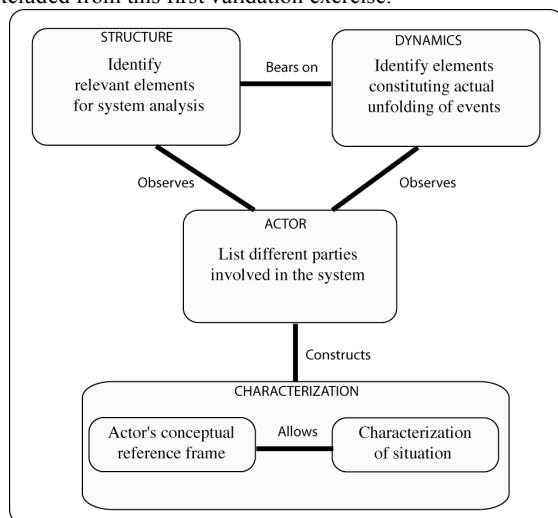 excluded from this first validation exercise.
STRUCTURE
Identify
relevant elements
for system analysis
Bears on
DYNAMICS
Identify elements
constituting actual
unfolding of events
Observes
Observes
ACTOR
List different parties
involved in the system
Constructs
CHARACTERIZATION
Actor's conceptual
reference frame
Allows
Characterization
of situation